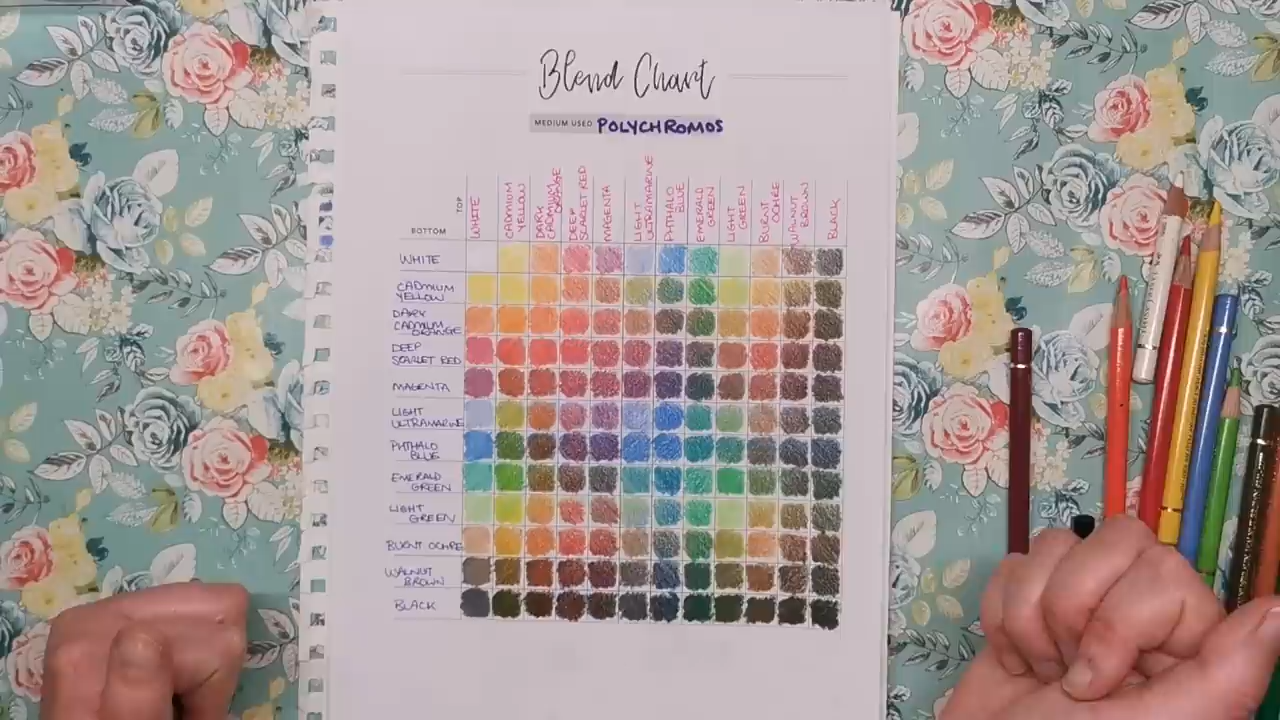 Blend Chart
MEDIUM USED POLYCHROMOS
TOP
WHITE
CADMIUM
YELLOW
DARK
CADMIUM
ORANGE
DEEP
SCARLET RED
MAGENTA
LIGHT
ULTRAMARINE
PHTHALO
BLUE
EMERALD
GREEN
LIGHT
GREEN
BURNT
OCHRE
WALNUT
BROWN
BLACK
BOTTOM
WHITE
CADMIUM
YELLOW
DARK
CADMIUM
ORANGE
DEEP
SCARLET RED
MAGENTA
LIGHT
ULTRAMARINE
PHTHALO
BLUE
EMERALD
GREEN
LIGHT
GREEN
BURNT OCHRE
WALNUT
BROWN
BLACK